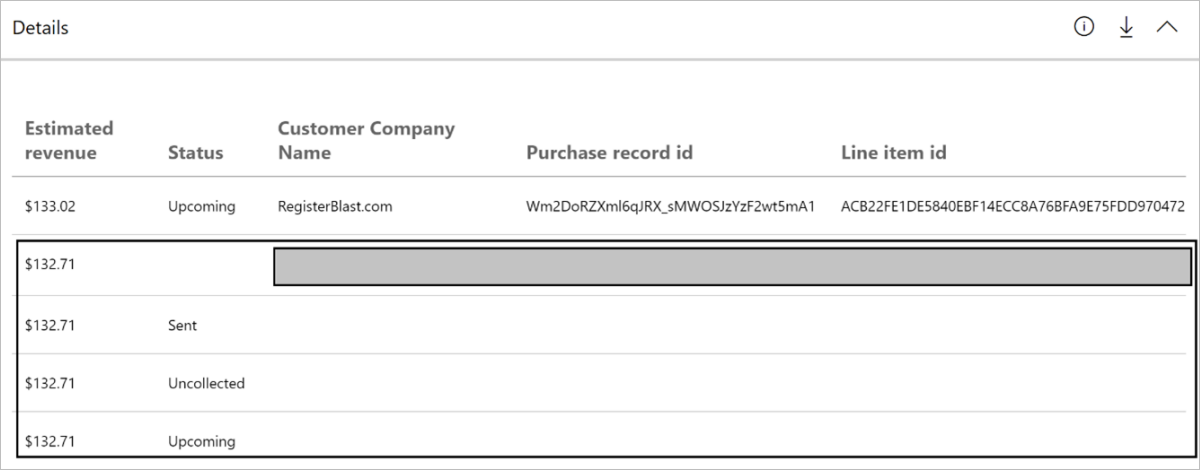 Details
Estimated revenue Status Customer Company Name Purchase record id Line item id
$133.02 Upcoming RegisterBlast.com Wm2DoRZXml6qJRX_sMWOSJzYzF2wt5mA1 ACB22FE1DE5840EBF14ECC8A76BFA9E75FDD970472
$132.71
$132.71 Sent
$132.71 Uncollected
$132.71 Upcoming